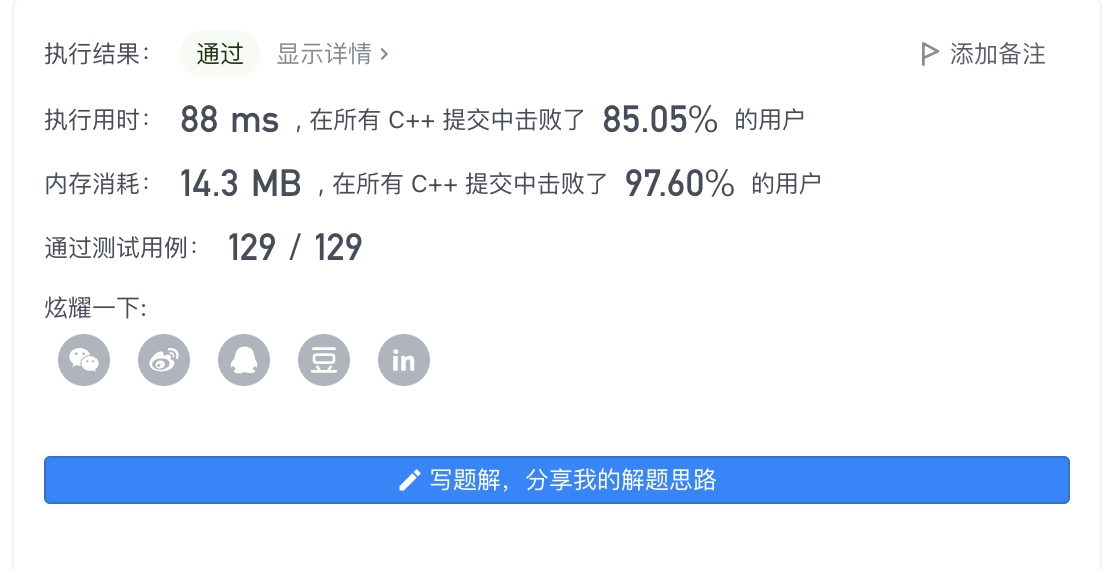 执行结果： 通过 显示详情 › 添加备注
执行用时： 88 ms , 在所有 C++ 提交中击败了 85.05% 的用户
内存消耗： 14.3 MB , 在所有 C++ 提交中击败了 97.60% 的用户
通过测试用例： 129 / 129
炫耀一下:
豆 in
写题解，分享我的解题思路